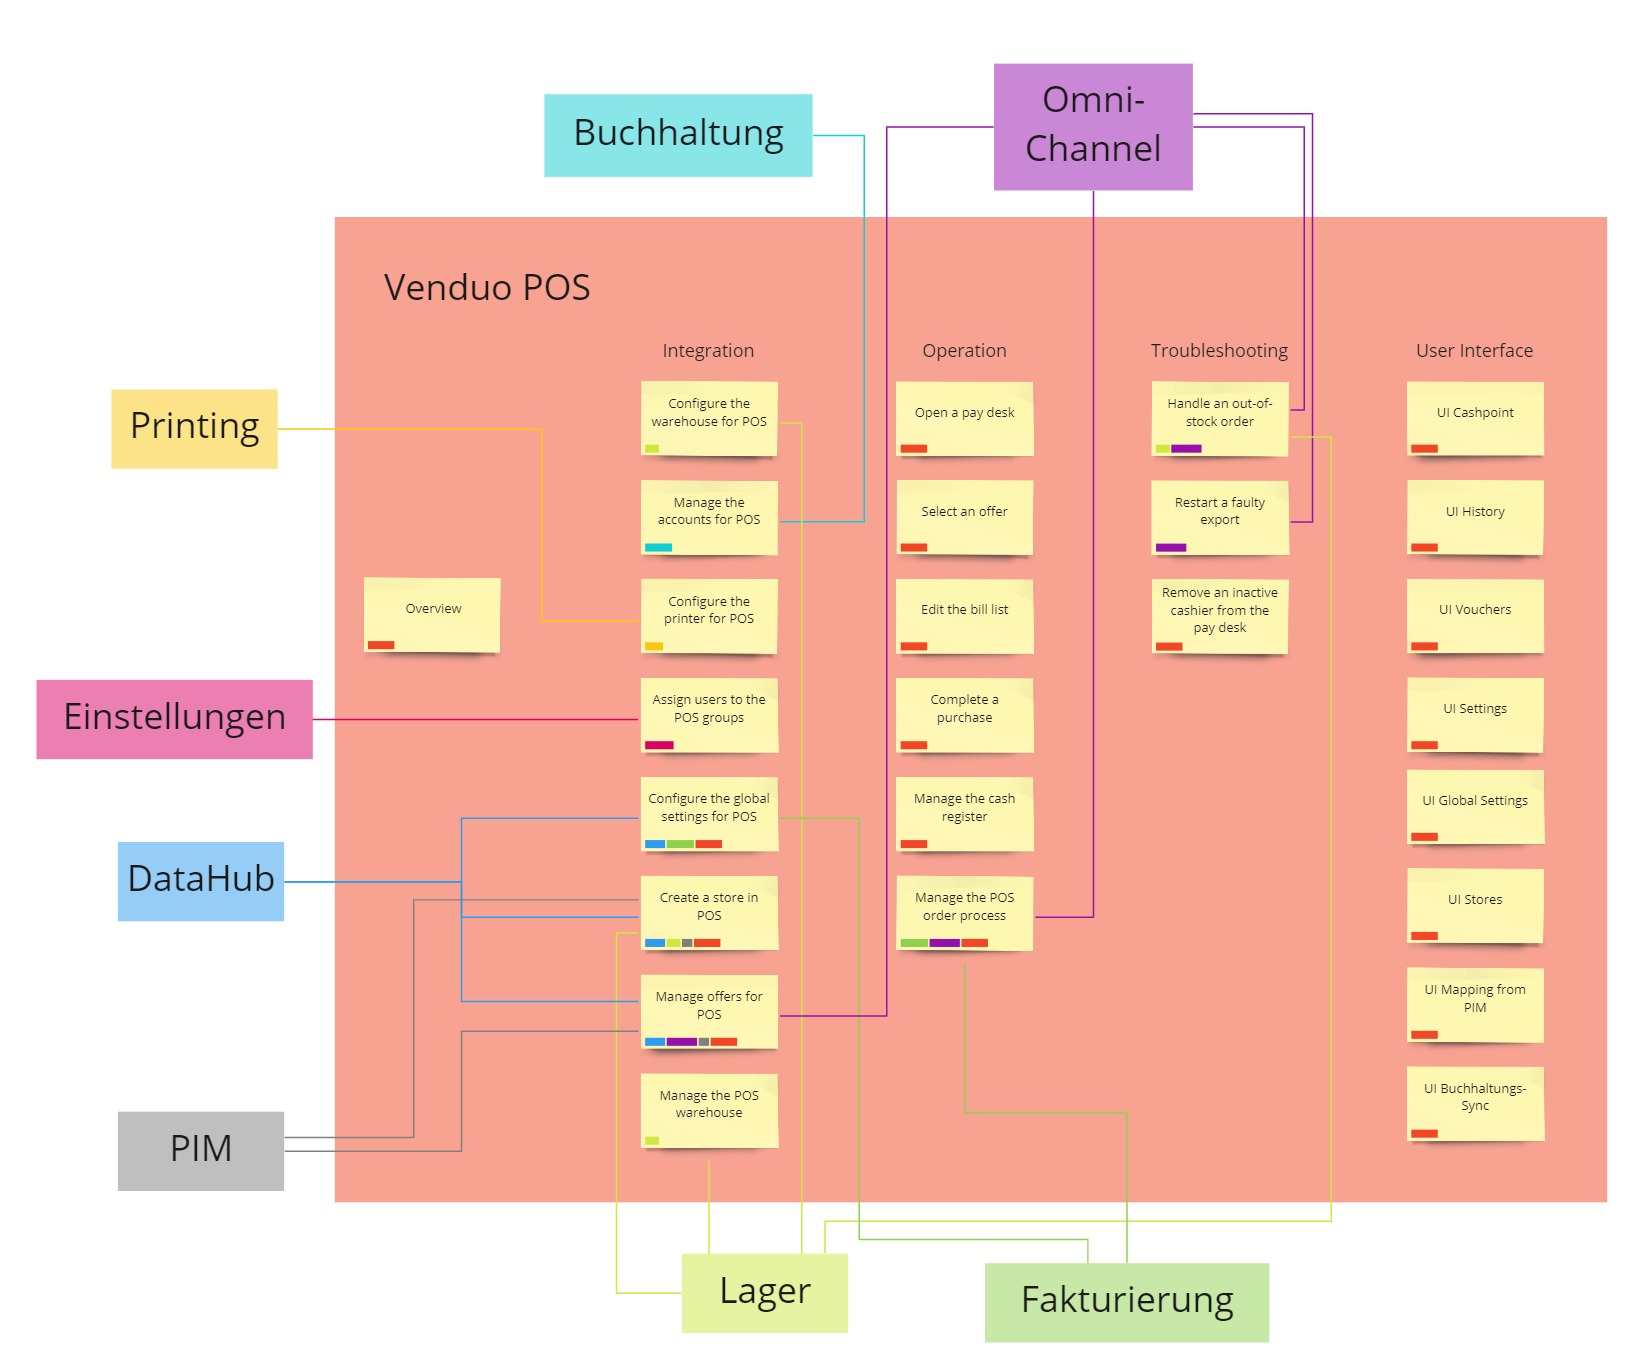 Omni-
Channel
Buchhaltung
Venduo POS
Integration
Operation
Troubleshooting
User Interface
Printing
Overview
Einstellungen
DataHub
PIM
Configure the
warehouse for POS
Manage the
accounts for POS
Configure the
printer for POS
Assign users to the
POS groups
Configure the global
settings for POS
Create a store in
POS
Manage offers for
POS
Manage the POS
warehouse
Open a pay desk
Select an offer
Edit the bill list
Complete a
purchase
Manage the cash
register
Manage the POS
order process
Handle an out-of-
stock order
Restart a faulty
export
Remove an inactive
cashier from the
pay desk
UI Cashpoint
UI History
UI Vouchers
UI Settings
UI Global Settings
UI Stores
UI Mapping from
PIM
UI Buchhaltungs-
Sync
Lager
Fakturierung